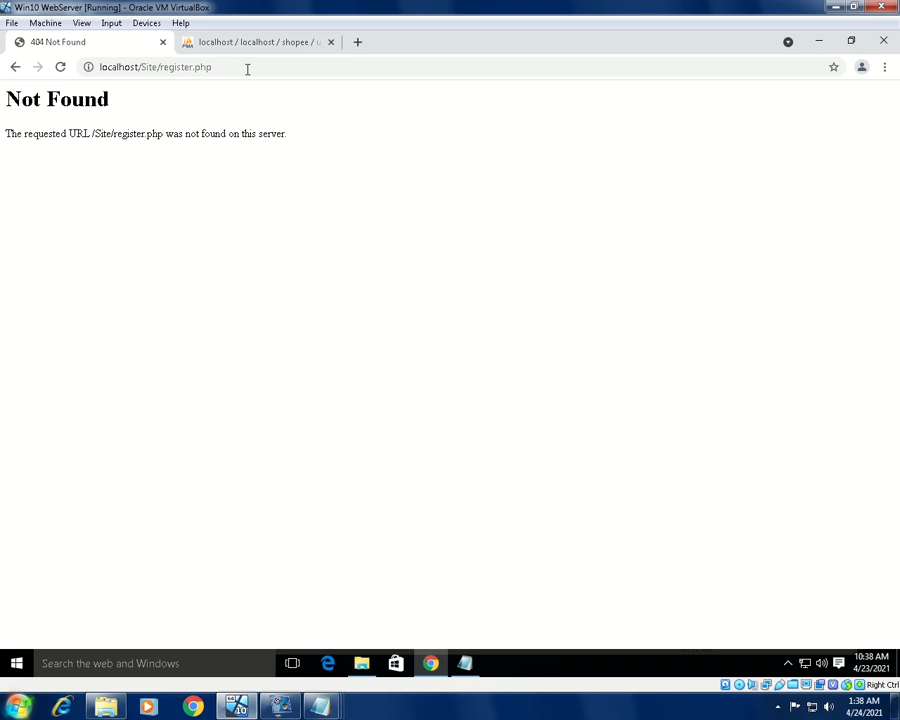 Win10 WebServer [Running] - Oracle VM VirtualBox
File Machine View Input Devices Help
404 Not Found
localhost / localhost / shopee / u
localhost/Site/register.php
Not Found
The requested URL /Site/register.php was not found on this server.
Search the web and Windows
10:38 AM
4/23/2021
Right Ctrl
1:38 AM
4/24/2021